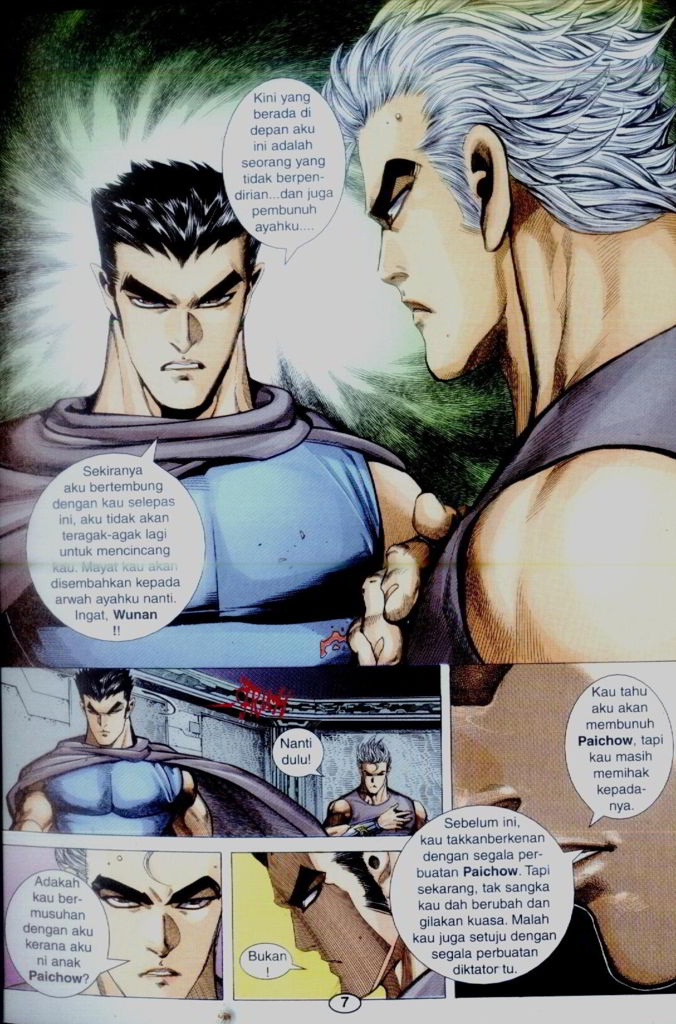 Kini yang
berada di
depan aku
ini adalah
seorang yang
tidak berpen-
dirian...dan juga
pembunuh
ayahku....
Sekiranya
aku bertembung
dengan kau selepas
ini, aku tidak akan
teragak-agak lagi
untuk mencincang
kau. Mayat kau akan
disembahkan kepada
arwah ayahku nanti.
Ingat, Wunan
!!
Nanti
dulu!
Kau tahu
aku akan
membunuh
Paichow, tapi
kau masih
memihak
kepada-
nya.
Sebelum ini,
kau takkanberkenan
dengan segala per-
buatan Paichow. Tapi
sekarang, tak sangka
kau dah berubah dan
gilakan kuasa. Malah
kau juga setuju dengan
segala perbuatan
diktator tu.
Adakah
kau ber-
musuhan
dengan aku
kerana aku
ni anak
Paichow?
Bukan
!
7